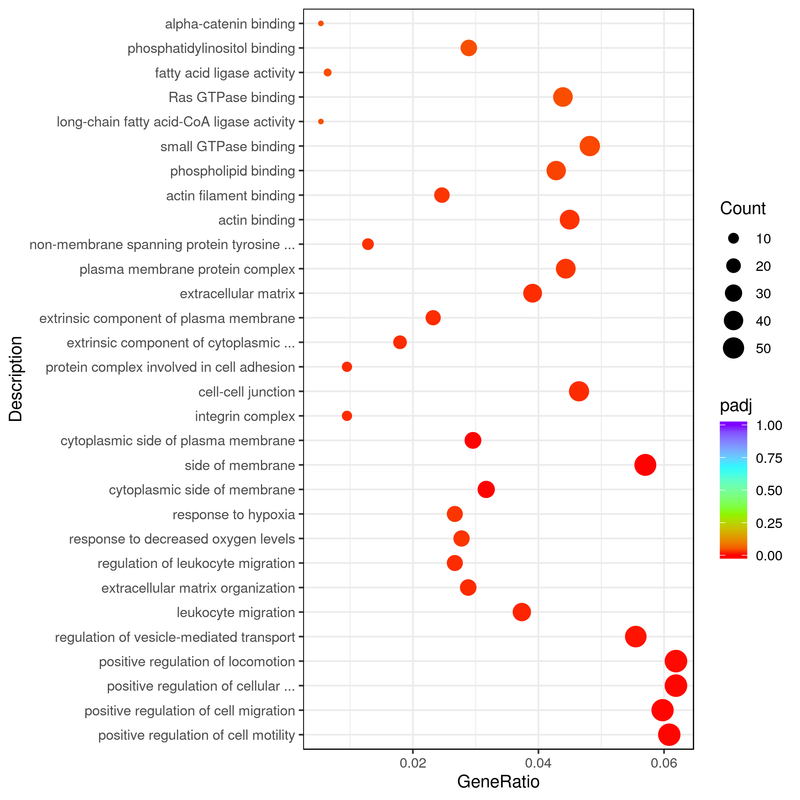 alpha-catenin binding
phosphatidylinositol binding
fatty acid ligase activity
Ras GTPase binding
long-chain fatty acid-CoA ligase activity
small GTPase binding
phospholipid binding
actin filament binding
actin binding
non-membrane spanning protein tyrosine ...
plasma membrane protein complex
extracellular matrix
extrinsic component of plasma membrane
extrinsic component of cytoplasmic ...
protein complex involved in cell adhesion
cell-cell junction
integrin complex
cytoplasmic side of plasma membrane
side of membrane
cytoplasmic side of membrane
response to hypoxia
response to decreased oxygen levels
regulation of leukocyte migration
extracellular matrix organization
leukocyte migration
regulation of vesicle-mediated transport
positive regulation of locomotion
positive regulation of cellular ...
positive regulation of cell migration
positive regulation of cell motility
Description
0.02 0.04 0.06
GeneRatio
Count
10
20
30
40
50
padj
1.00
0.75
0.50
0.25
0.00